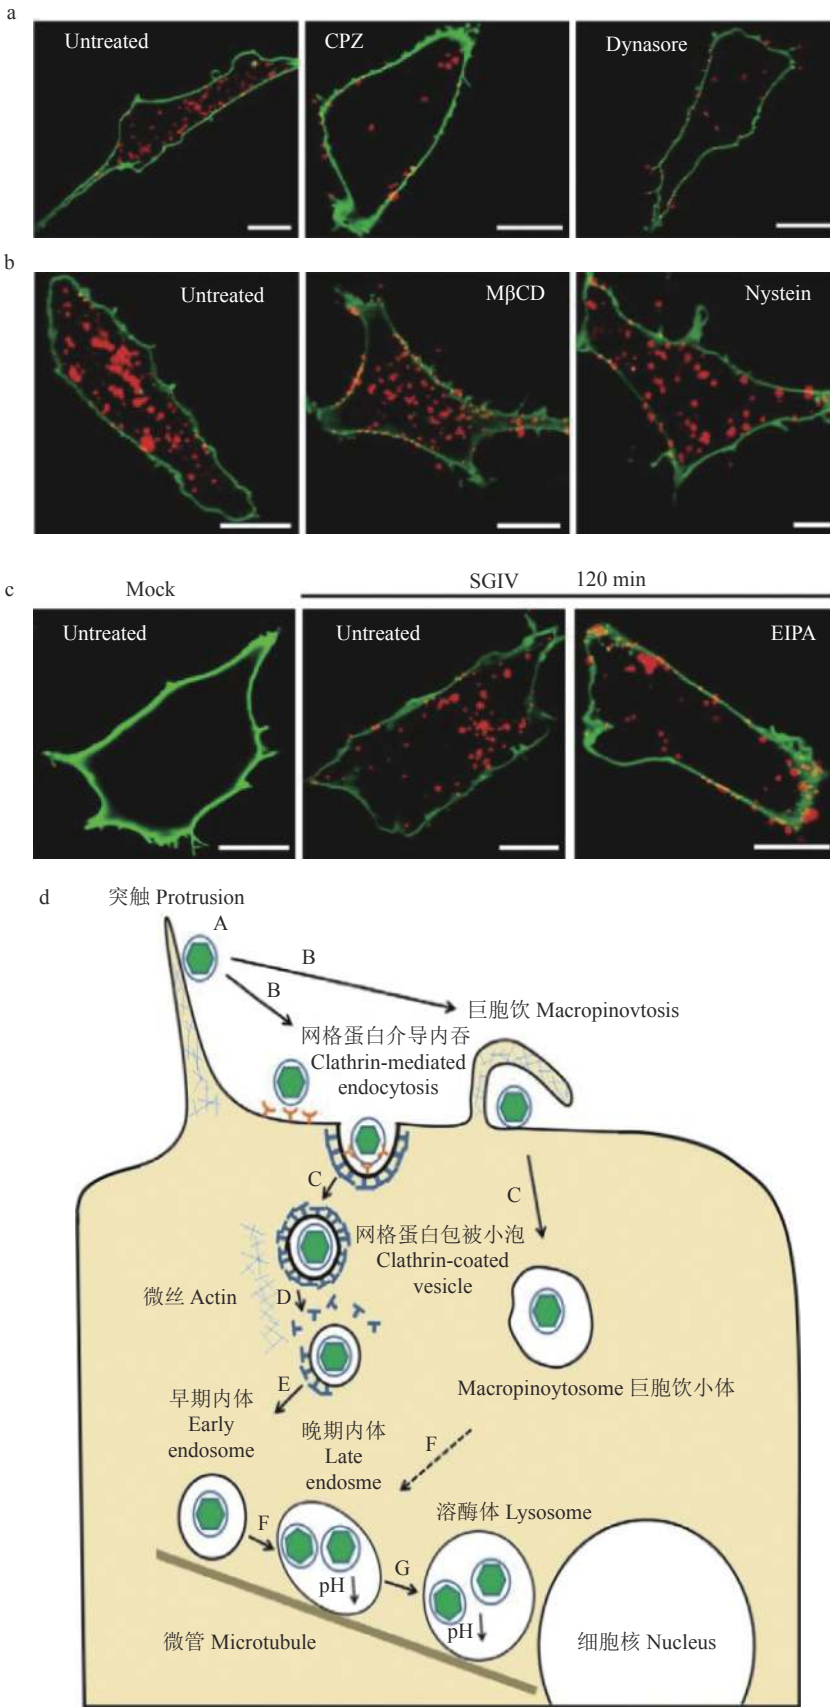 a
Untreated
CPZ
Dynasore
b
Untreated
MβCD
Nystein
c
Mock
SGIV 120 min
Untreated
Untreated
EIPA
d
突触 Protrusion
A
B
B
巨胞饮 Macropinovtosis
网格蛋白介导内吞
Clathrin-mediated
endocytosis
C
C
网格蛋白包被小泡
Clathrin-coated
vesicle
微丝 Actin
D
E
Macropinoytosome 巨胞饮小体
早期内体
Early
endosome
晚期内体
Late
endosme
F
F
溶酶体 Lysosome
G
pH
pH
微管 Microtubule
细胞核 Nucleus